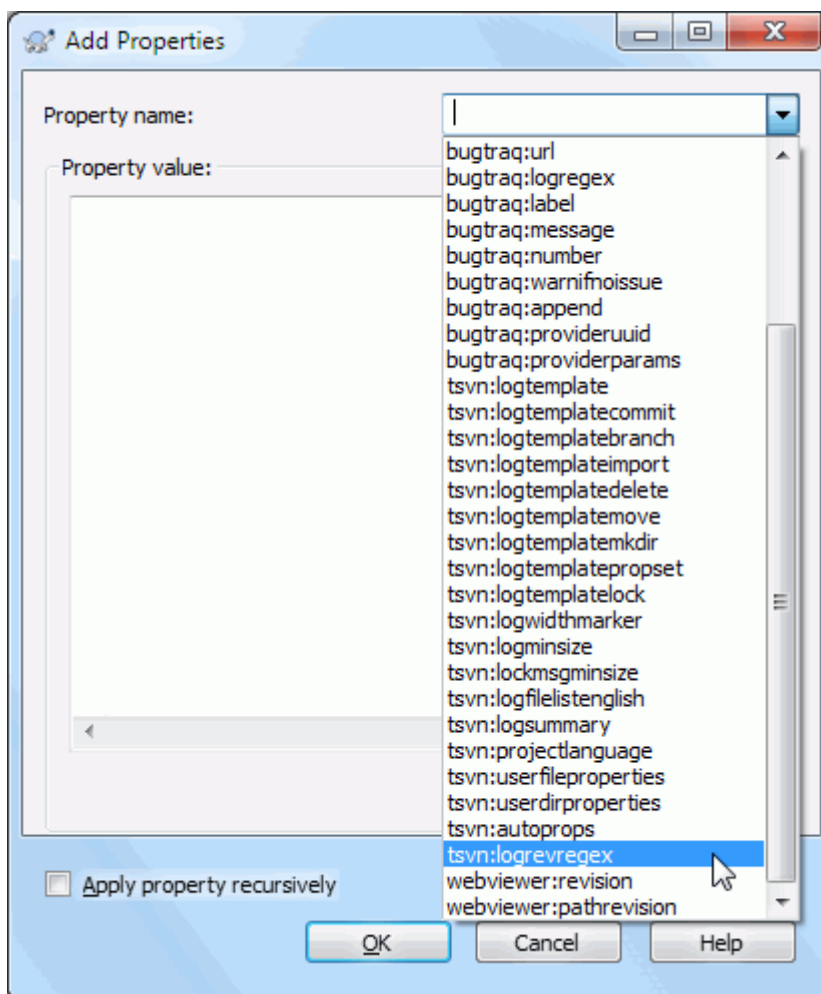 Add Properties
Property name:
Property value:
bugtraq:url
bugtraq:logregex
bugtraq:label
bugtraq:message
bugtraq:number
bugtraq:warnifnoissue
bugtraq:append
bugtraq:provideruuid
bugtraq:providerparams
tsvn:logtemplate
tsvn:logtemplatecommit
tsvn:logtemplatebranch
tsvn:logtemplateimport
tsvn:logtemplatedelete
tsvn:logtemplatemove
tsvn:logtemplatemkdir
tsvn:logtemplatepropset
tsvn:logtemplatelock
tsvn:logwidthmarker
tsvn:logminsize
tsvn:lockmsgminsize
tsvn:logfilelistenglish
tsvn:logsummary
tsvn:projectlanguage
tsvn:userfileproperties
tsvn:userdirproperties
tsvn:autoprops
tsvn:logrevregex
webviewer:revision
webviewer:pathrevision
Apply property recursively
OK Cancel Help